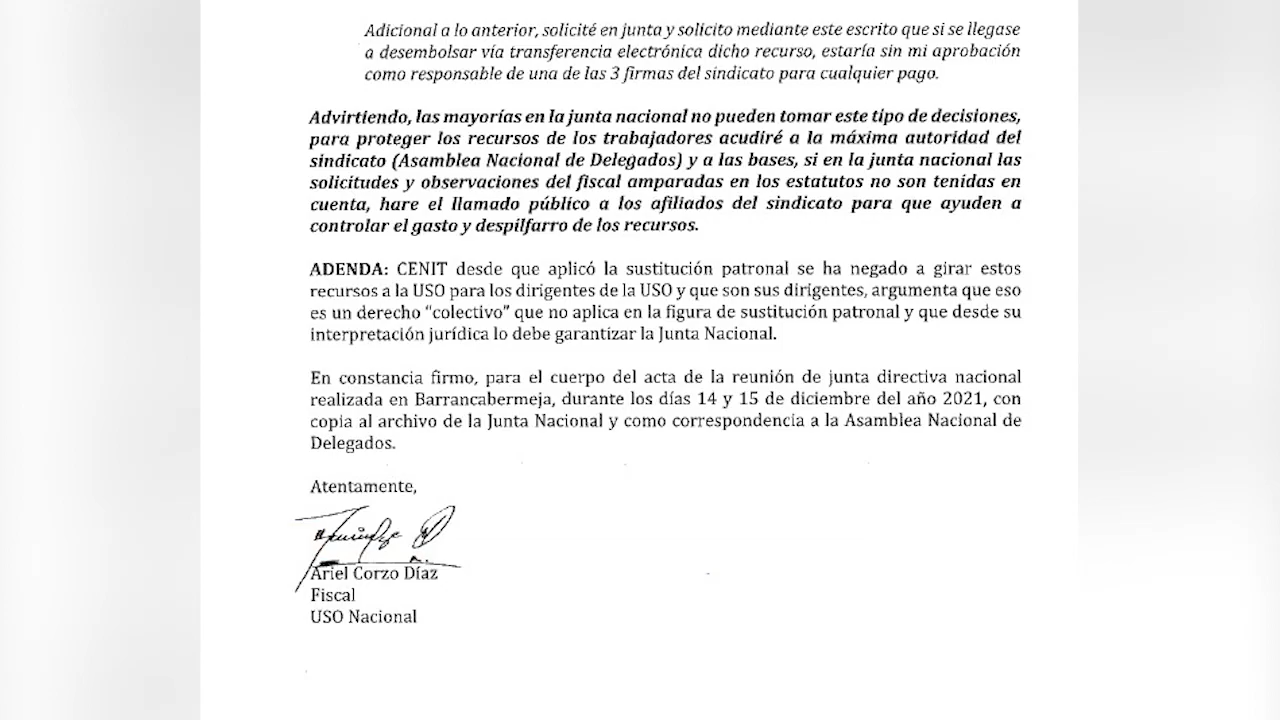 Adicional a lo anterior, solicité en junta y solicito mediante este escrito que si se llegase
a desembolsar vía transferencia electrónica dicho recurso, estaría sin mi aprobación
como responsable de una de las 3 firmas del sindicato para cualquier pago.
Advirtiendo, las mayorías en la junta nacional no pueden tomar este tipo de decisiones,
para proteger los recursos de los trabajadores acudiré a la máxima autoridad del
sindicato (Asamblea Nacional de Delegados) y a las bases, si en la junta nacional las
solicitudes y observaciones del fiscal amparadas en los estatutos no son tenidas en
cuenta, hare el llamado público a los afiliados del sindicato para que ayuden a
controlar el gasto y despilfarro de los recursos.
ADENDA: CENIT desde que aplicó la sustitución patronal se ha negado a girar estos
recursos a la USO para los dirigentes de la USO y que son sus dirigentes, argumenta que eso
es un derecho “colectivo” que no aplica en la figura de sustitución patronal y que desde su
interpretación jurídica lo debe garantizar la Junta Nacional.
En constancia firmo, para el cuerpo del acta de la reunión de junta directiva nacional
realizada en Barrancabermeja, durante los días 14 y 15 de diciembre del año 2021, con
copia al archivo de la Junta Nacional y como correspondencia a la Asamblea Nacional de
Delegados.
Atentamente,
Ariel Corzo Díaz
Fiscal
USO Nacional